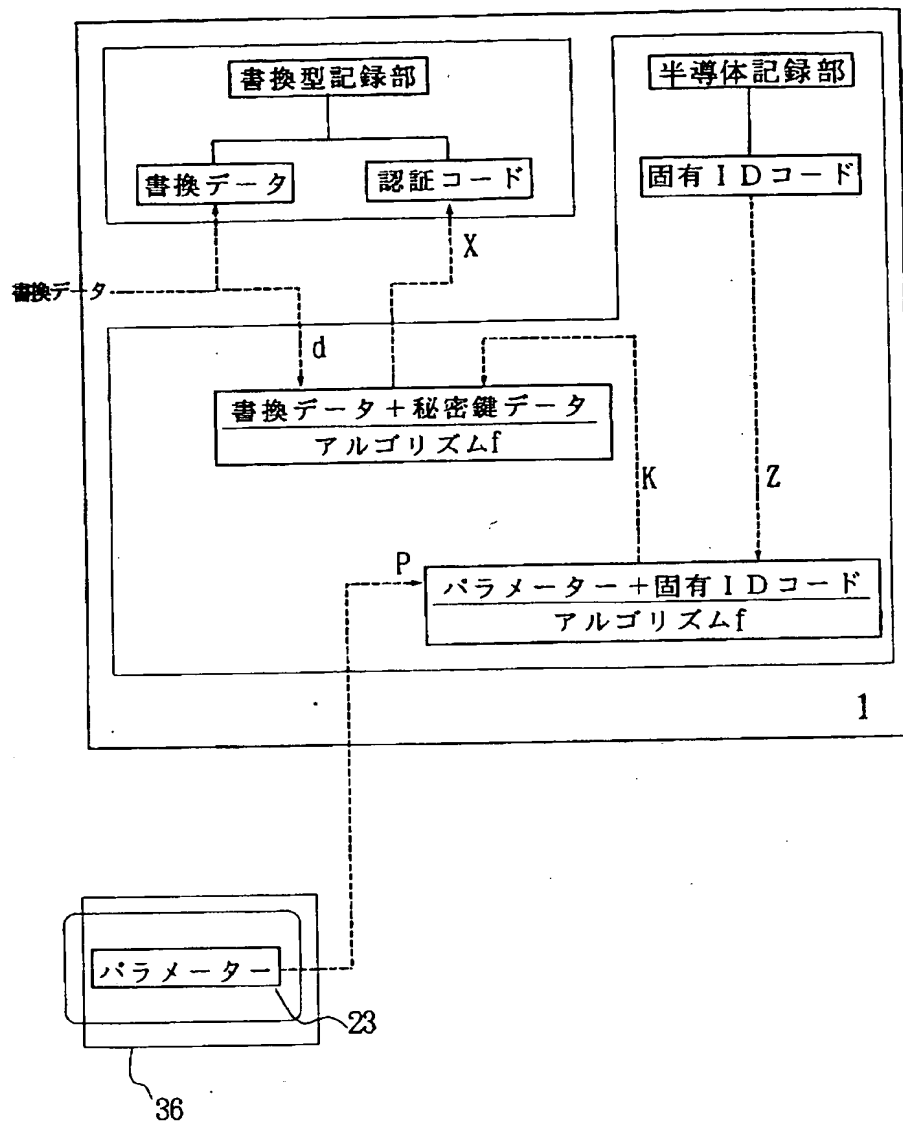 書換型記録部
半導体記録部
書換データ
認証コード
固有ＩＤコード
X
書換データ
d
書換データ＋秘密鍵データ
アルゴリズムf
K
Z
P
パラメーター＋固有ＩＤコード
アルゴリズムf
1
パラメーター
23
36